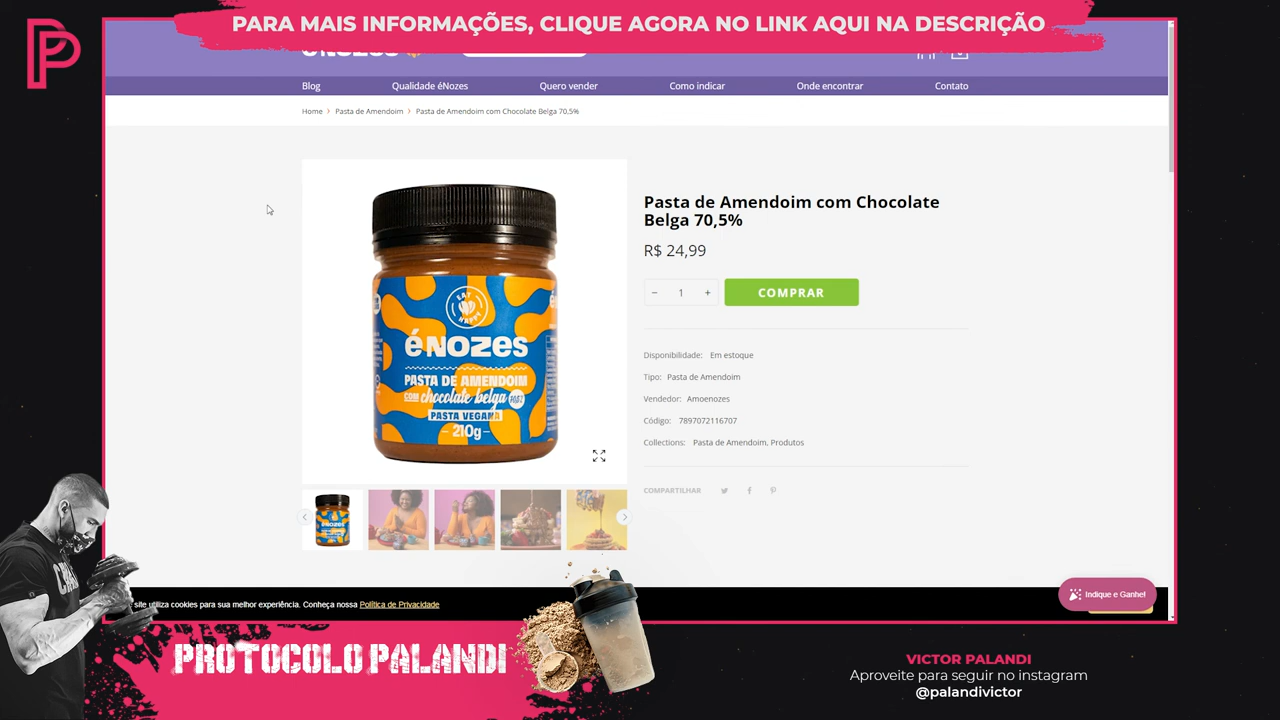 PARA MAIS INFORMAÇÕES, CLIQUE AGORA NO LINK AQUI NA DESCRIÇÃO
Blog Qualidade éNozes Quero vender Como indicar Onde encontrar Contato
Home > Pasta de Amendoim > Pasta de Amendoim com Chocolate Belga 70,5%
Pasta de Amendoim com Chocolate
Belga 70,5%
R$ 24,99
− 1 + COMPRAR
EAT
HAPPY
éNozes
PASTA DE AMENDOIM
COM chocolate belga
PASTA VEGANA
210g
Disponibilidade: Em estoque
Tipo: Pasta de Amendoim
Vendedor: Amoenozes
Código: 7897072116707
Collections: Pasta de Amendoim, Produtos
COMPARTILHAR
site utiliza cookies para sua melhor experiência. Conheça nossa Política de Privacidade
Indique e Ganhe!
PROTOCOLO PALANDI
VICTOR PALANDI
Aproveite para seguir no instagram
@palandivictor